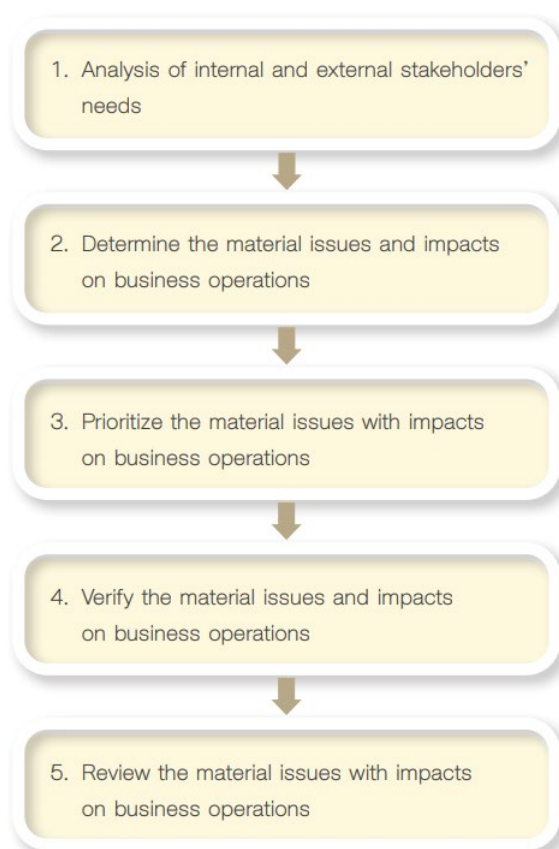 1. Analysis of internal and external stakeholders’
needs
2. Determine the material issues and impacts
on business operations
3. Prioritize the material issues with impacts
on business operations
4. Verify the material issues and impacts
on business operations
5. Review the material issues with impacts
on business operations